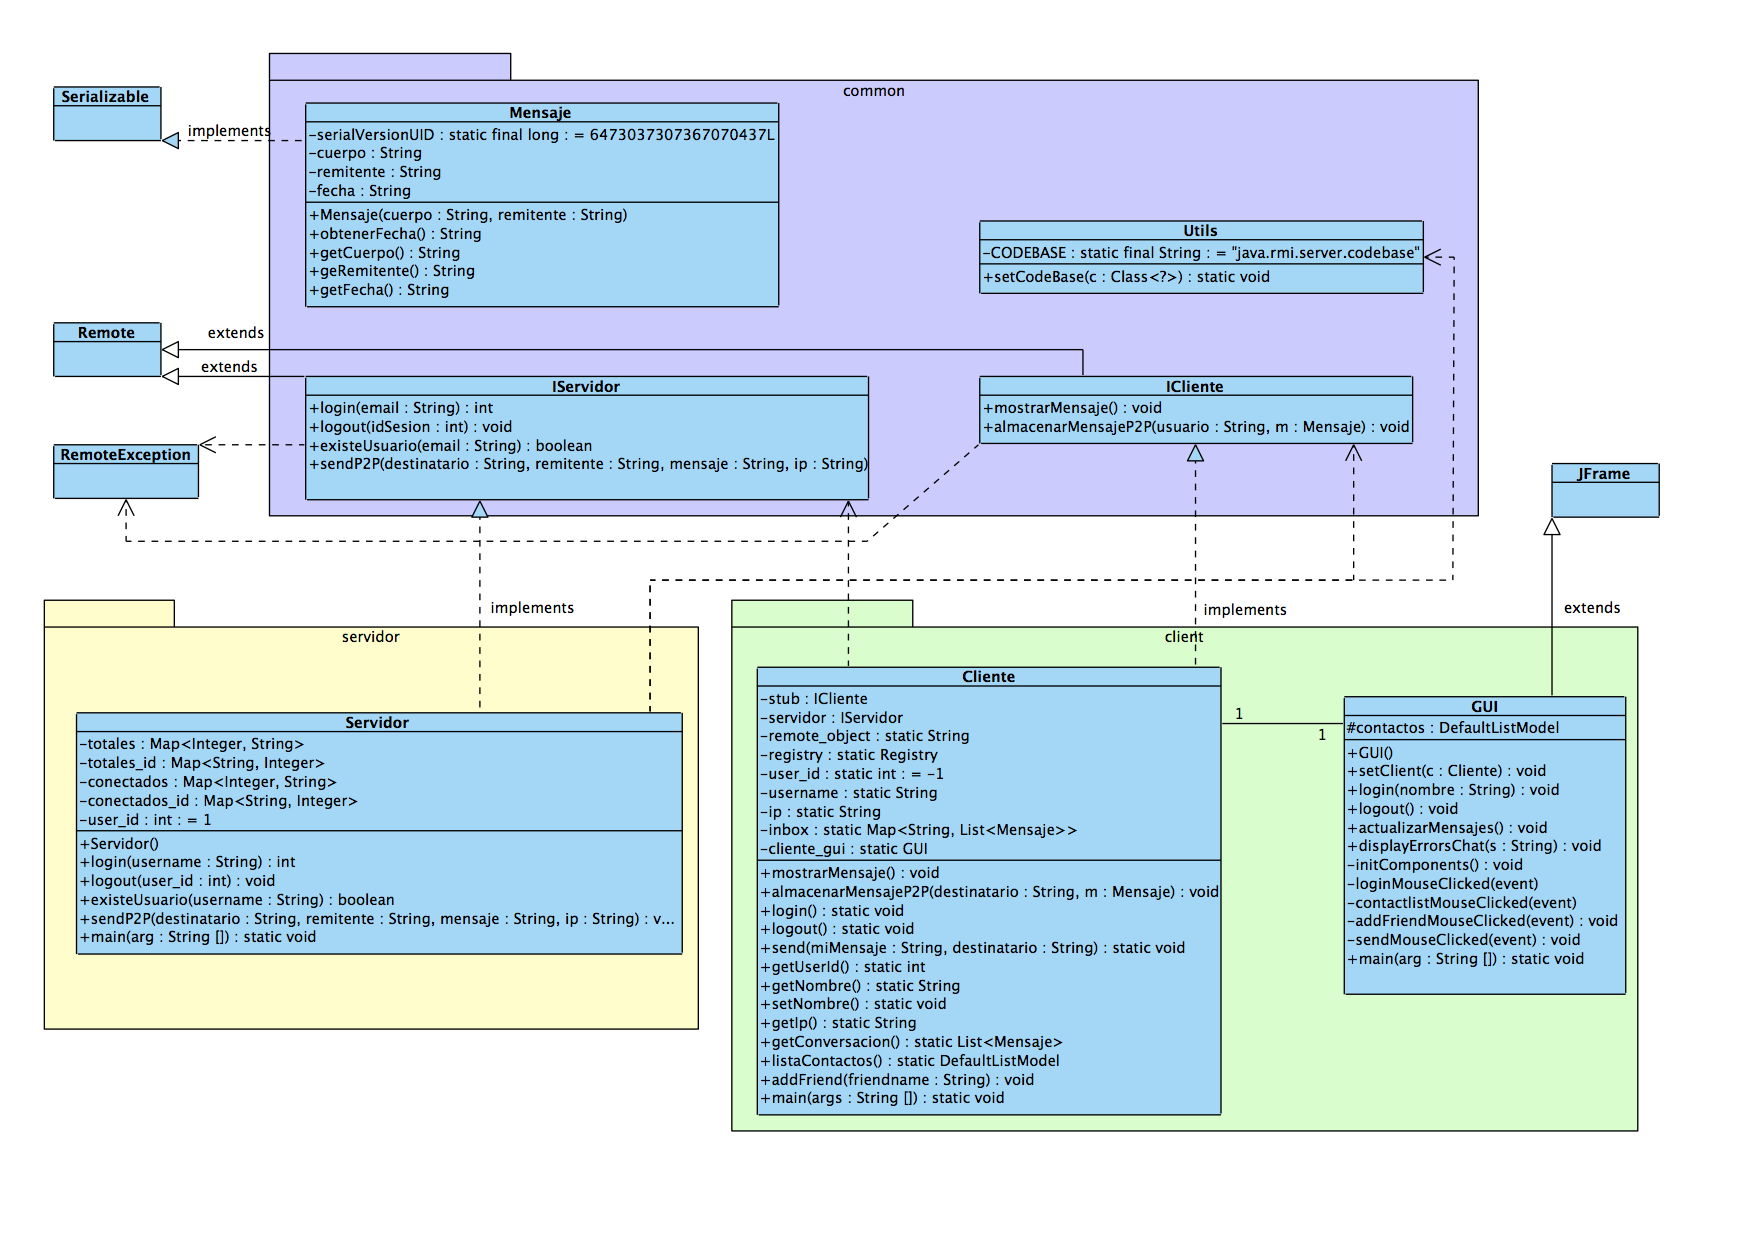 common
Serializable
implements
Mensaje
-serialVersionUID : static final long : = 6473037307367070437L
-cuerpo : String
-remitente : String
-fecha : String
+Mensaje(cuerpo : String, remitente : String)
+obtenerFecha() : String
+getCuerpo() : String
+geRemitente() : String
+getFecha() : String
Utils
-CODEBASE : static final String : = "java.rmi.server.codebase"
+setCodeBase(c : Class<?>) : static void
Remote
extends
extends
IServidor
+login(email : String) : int
+logout(idSesion : int) : void
+existeUsuario(email : String) : boolean
+sendP2P(destinatario : String, remitente : String, mensaje : String, ip : String)
ICliente
+mostrarMensaje() : void
+almacenarMensajeP2P(usuario : String, m : Mensaje) : void
RemoteException
JFrame
implements
implements
extends
servidor
Servidor
-totales : Map<Integer, String>
-totales_id : Map<String, Integer>
-conectados : Map<Integer, String>
-conectados_id : Map<String, Integer>
-user_id : int : = 1
+Servidor()
+login(username : String) : int
+logout(user_id : int) : void
+existeUsuario(username : String) : boolean
+sendP2P(destinatario : String, remitente : String, mensaje : String, ip : String) : v...
+main(arg : String []) : static void
client
Cliente
-stub : ICliente
-servidor : IServidor
-remote_object : static String
-registry : static Registry
-user_id : static int : = -1
-username : static String
-ip : static String
-inbox : static Map<String, List<Mensaje>>
-cliente_gui : static GUI
+mostrarMensaje() : void
+almacenarMensajeP2P(destinatario : String, m : Mensaje) : void
+login() : static void
+logout() : static void
+send(miMensaje : String, destinatario : String) : static void
+getUserId() : static int
+getNombre() : static String
+setNombre() : static void
+getIp() : static String
+getConversacion() : static List<Mensaje>
+listaContactos() : static DefaultListModel
+addFriend(friendname : String) : void
+main(args : String []) : static void
1
1
GUI
#contactos : DefaultListModel
+GUI()
+setClient(c : Cliente) : void
+login(nombre : String) : void
+logout() : void
+actualizarMensajes() : void
+displayErrorsChat(s : String) : void
-initComponents() : void
-loginMouseClicked(event)
-contactlistMouseClicked(event)
-addFriendMouseClicked(event) : void
-sendMouseClicked(event) : void
+main(arg : String []) : static void